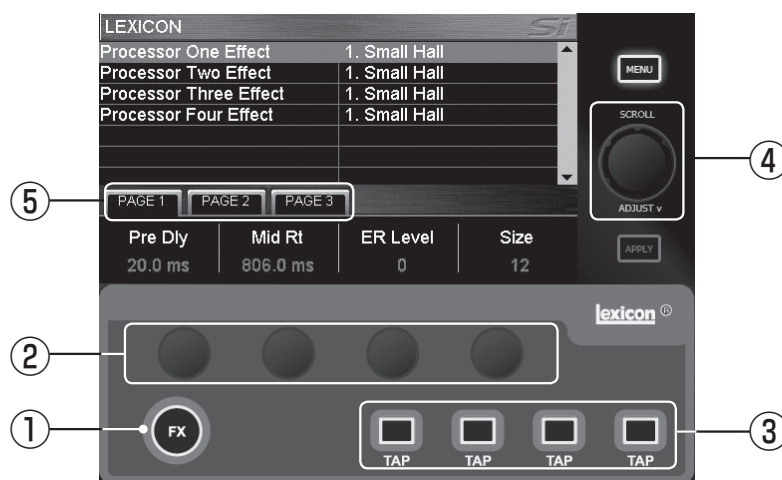 LEXICON
Si
Processor One Effect 1. Small Hall
Processor Two Effect 1. Small Hall
Processor Three Effect 1. Small Hall
Processor Four Effect 1. Small Hall
MENU
SCROLL
ADJUST v
APPLY
PAGE 1 PAGE 2 PAGE 3
Pre Dly Mid Rt ER Level Size
20.0 ms 806.0 ms 0 12
lexicon ®
FX
TAP TAP TAP TAP
5
4
2
1
3